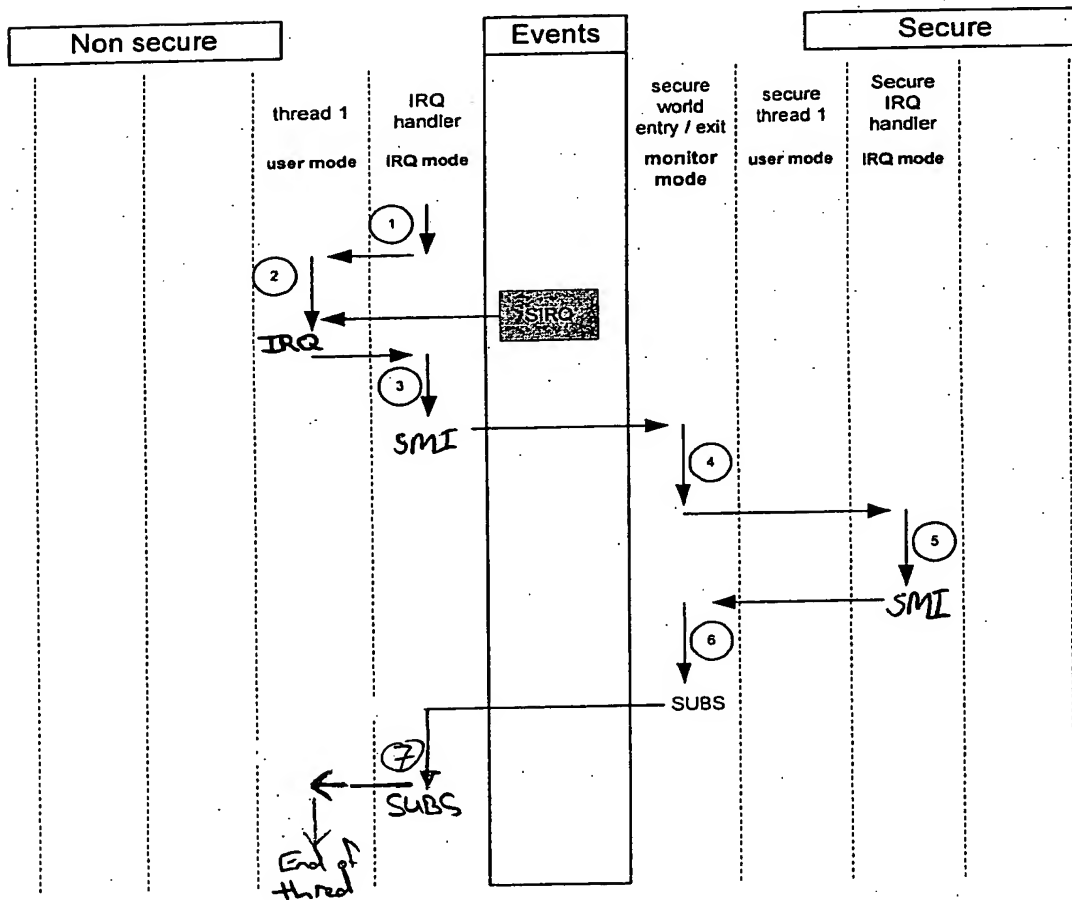 Non secure
Events
Secure
thread 1
user mode
IRQ
handler
IRQ mode
secure
world
entry / exit
monitor
mode
secure
thread 1
user mode
Secure
IRQ
handler
IRQ mode
1
2
SIRQ
IRQ
3
SMI
4
5
SMI
6
SUBS
7
SUBS
End of
thred